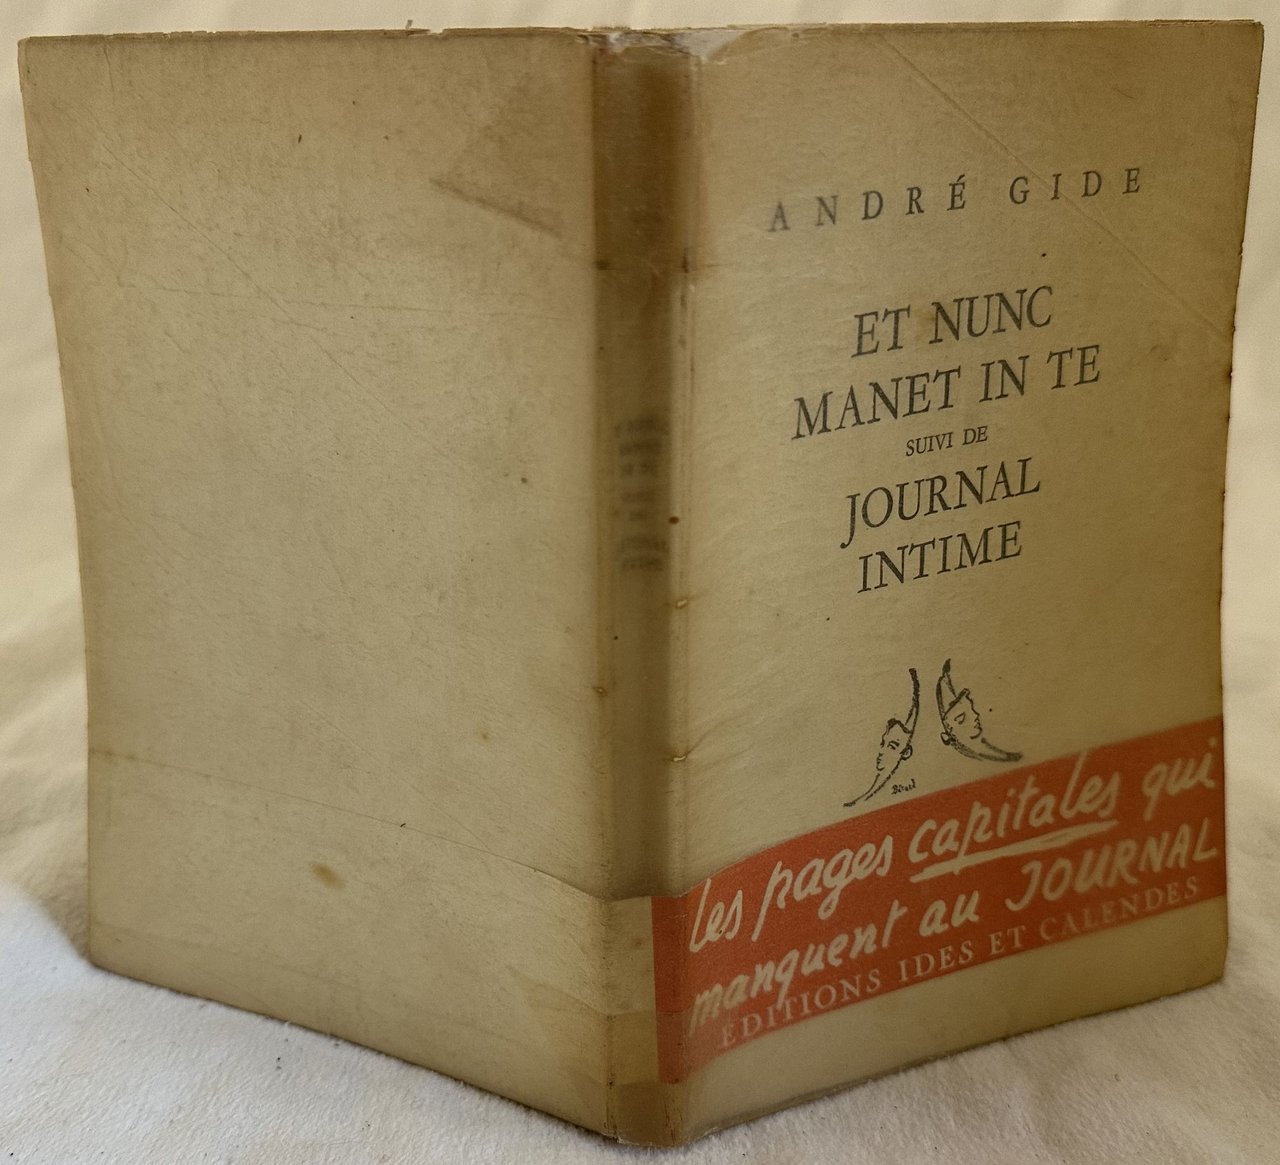 ANDRÉ GIDE
ET NUNC
MANET IN TE
SUIVI DE
JOURNAL
INTIME
les pages capitales qui
manquent au JOURNAL
ÉDITIONS IDES ET CALENDES